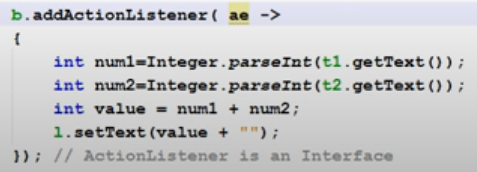 b.addActionListener( ae ->
{
    int num1=Integer.parseInt(t1.getText());
    int num2=Integer.parseInt(t2.getText());
    int value = num1 + num2;
    l.setText(value + "");
}); // ActionListener is an Interface